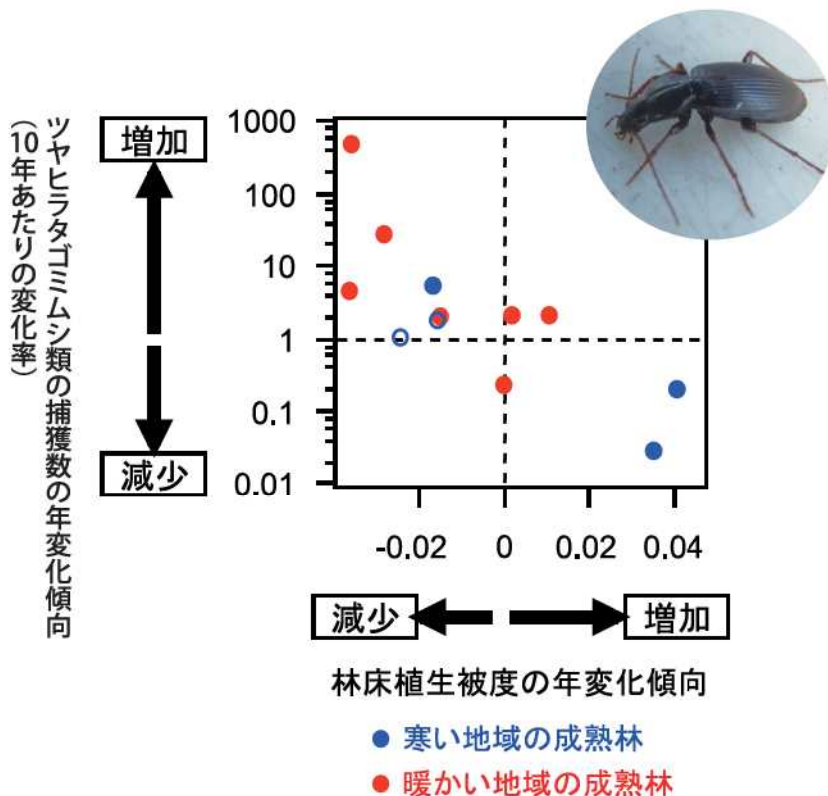 ツヤヒラタゴミムシ類の捕獲数の年変化傾向
(10年あたりの変化率)
増加
減少
1000
100
10
1
0.1
0.01
-0.02 0 0.02 0.04
減少 増加
林床植生被度の年変化傾向
寒い地域の成熟林
暖かい地域の成熟林